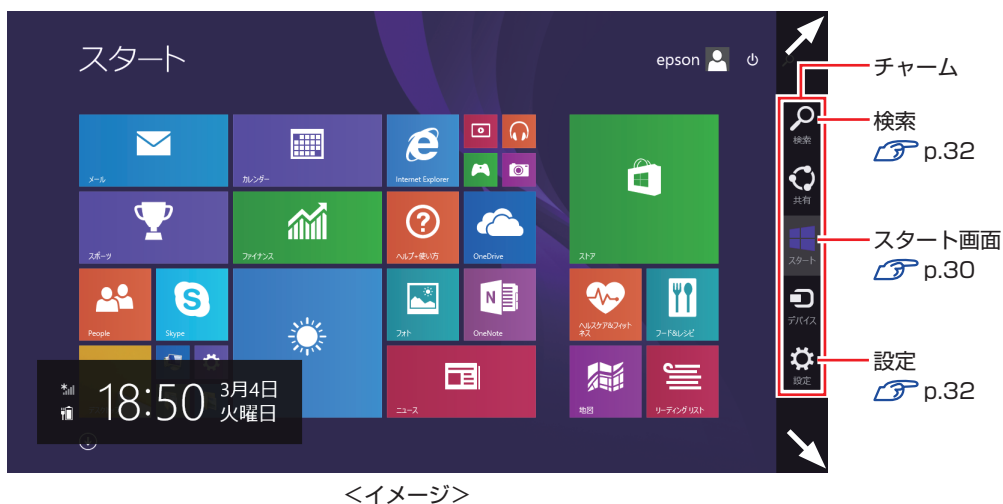 スタート
epson
メール
カレンダー
Internet Explorer
スポーツ
ファイナンス
ヘルプ+使い方
OneDrive
ストア
People
Skype
フォト
OneNote
ヘルスケア&フィットネス
フード&レシピ
ニュース
地図
リーディング リスト
18:50
3月4日
火曜日
検索
共有
スタート
デバイス
設定
チャーム
検索
p.32
スタート画面
p.30
設定
p.32
<イメージ>